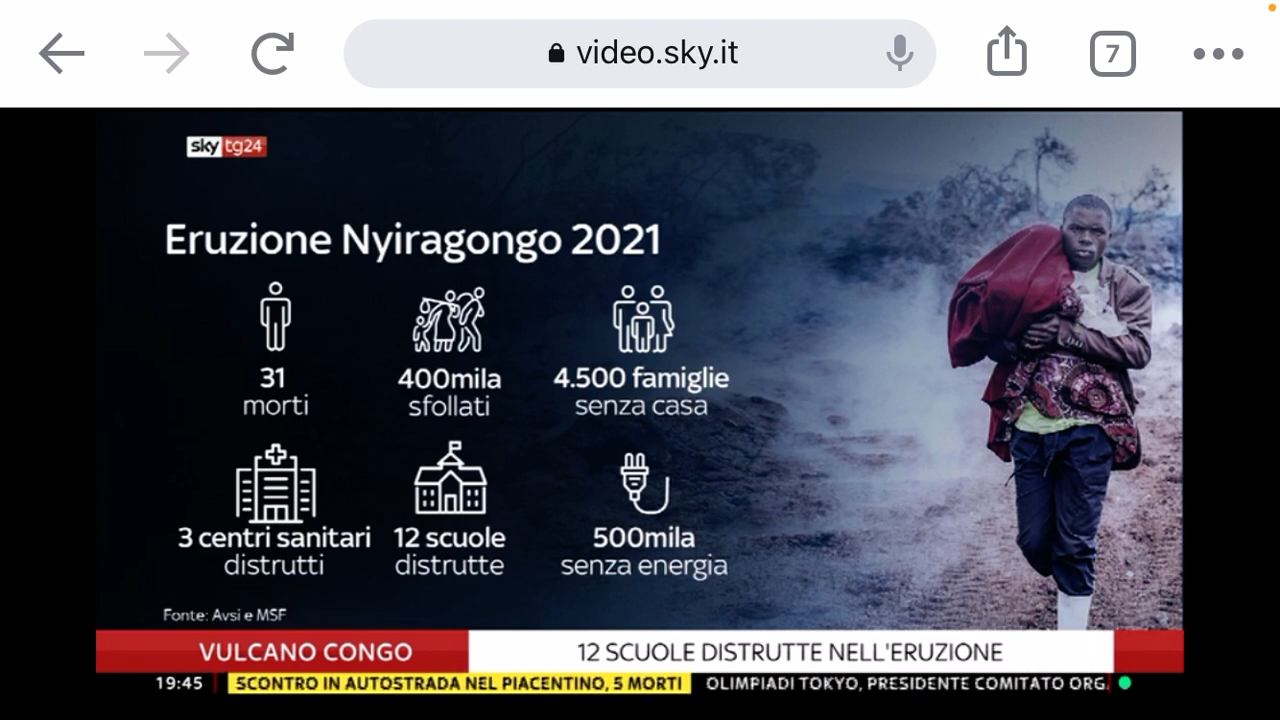 video.sky.it
7
sky tg24
Eruzione Nyiragongo 2021
31
morti
400mila
sfollati
4.500 famiglie
senza casa
3 centri sanitari
distrutti
12 scuole
distrutte
500mila
senza energia
Fonte: Avsi e MSF
VULCANO CONGO
12 SCUOLE DISTRUTTE NELL'ERUZIONE
19:45 SCONTRO IN AUTOSTRADA NEL PIACENTINO, 5 MORTI OLIMPIADI TOKYO, PRESIDENTE COMITATO ORG.